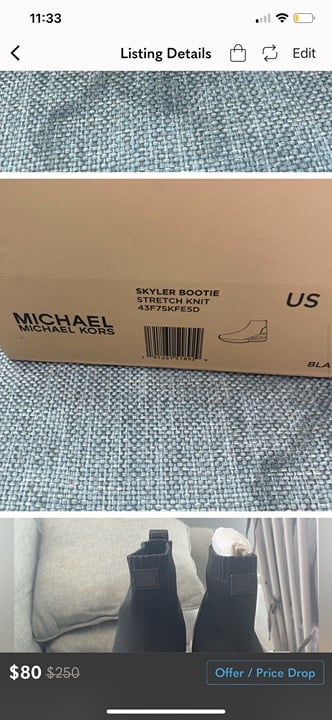 11:33
Listing Details
Edit
SKYLER BOOTIE
STRETCH KNIT
43F7SKFE5D
US
MICHAEL
MICHAEL KORS
BLA
$80 $250
Offer / Price Drop